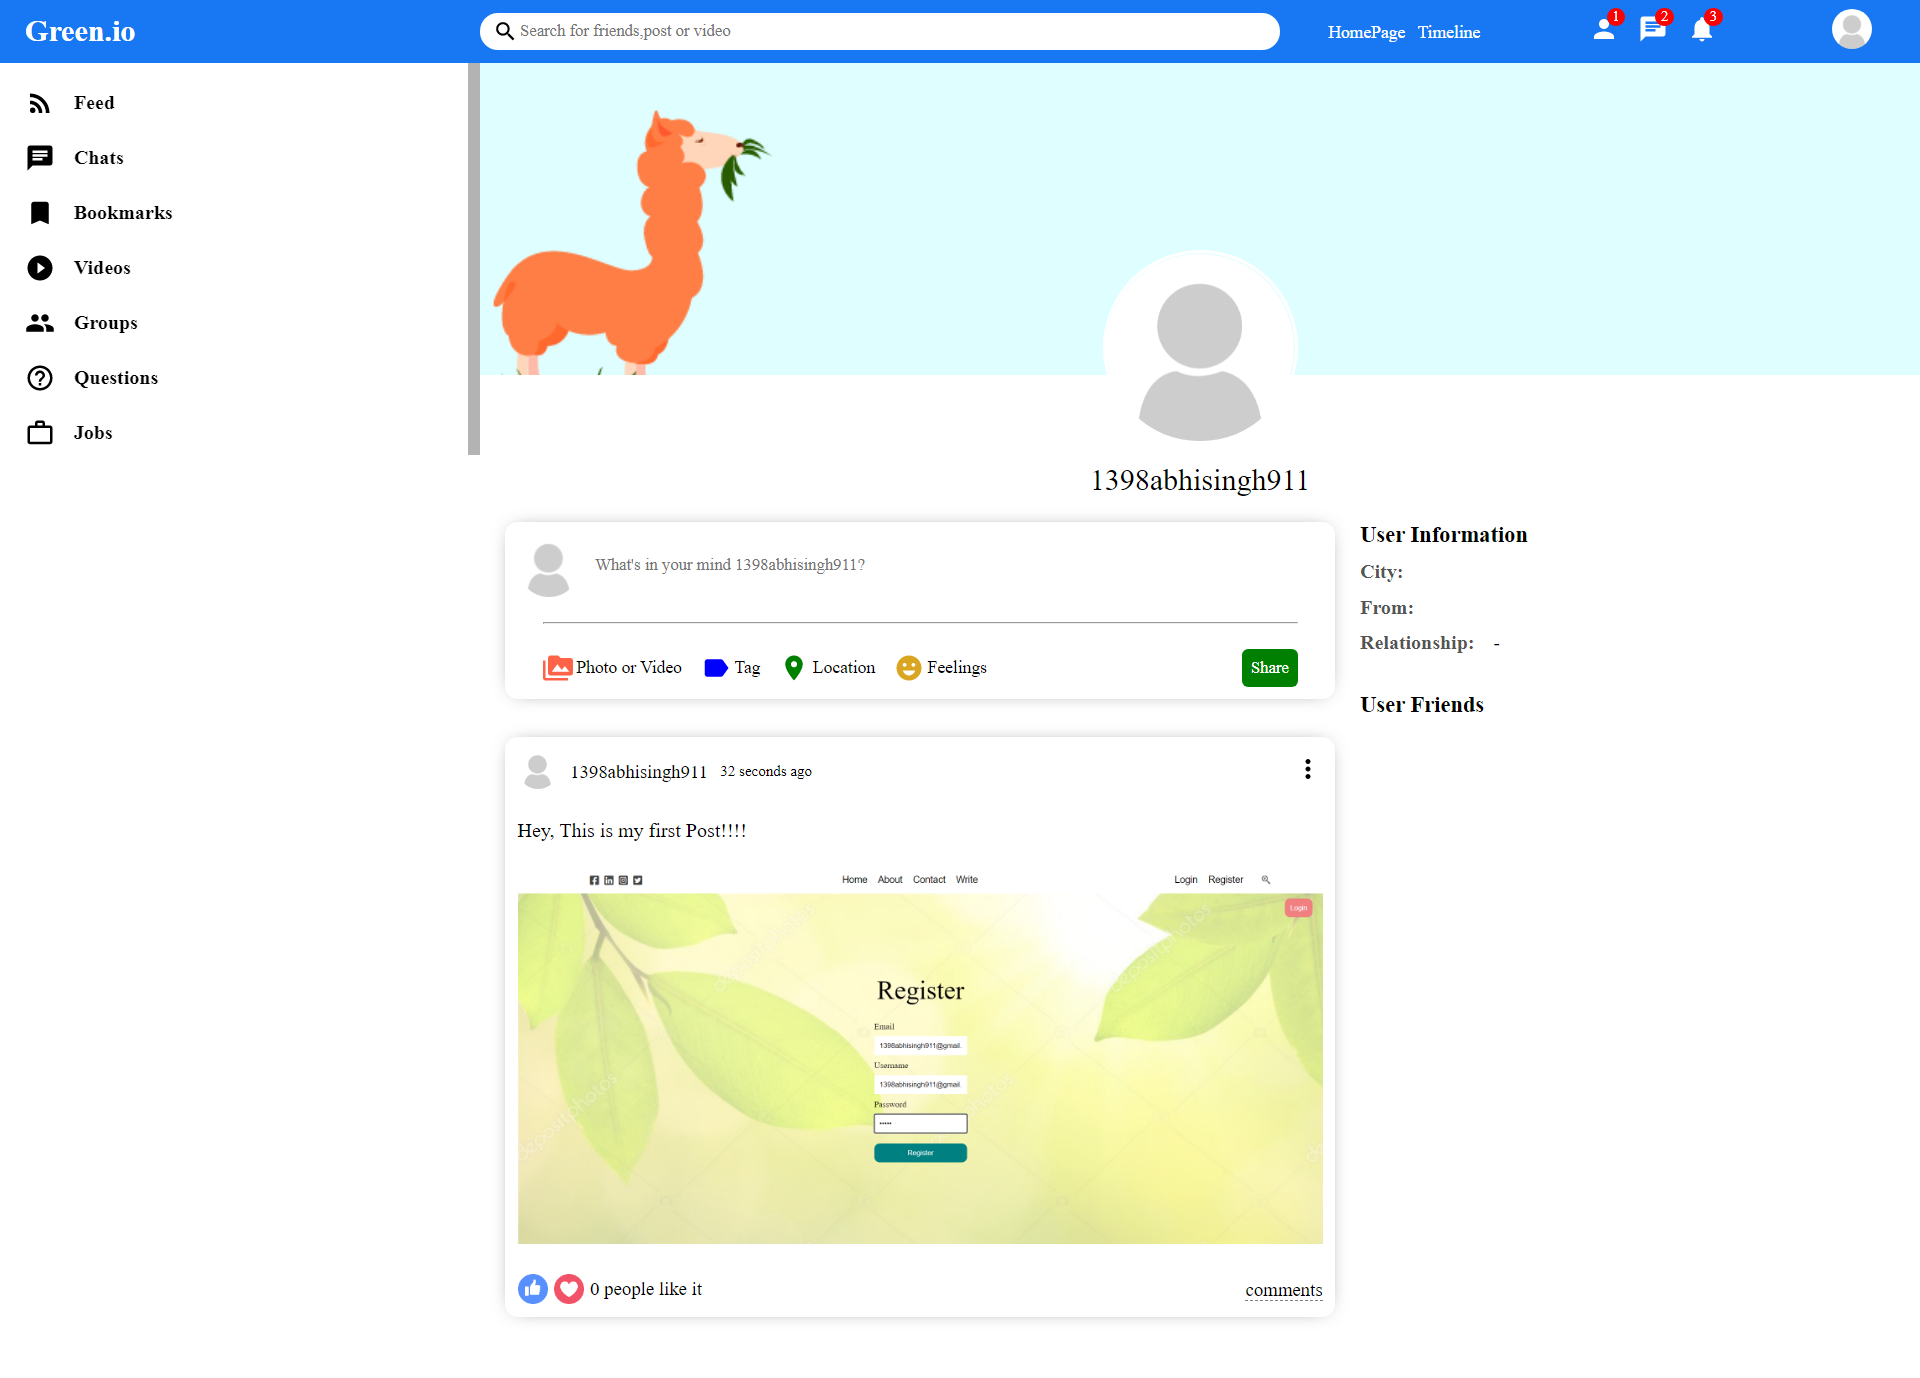 Green.io
Search for friends,post or video
HomePage Timeline
1
2
3
Feed
Chats
Bookmarks
Videos
Groups
Questions
Jobs
1398abhisingh911
What's in your mind 1398abhisingh911?
Photo or Video
Tag
Location
Feelings
Share
User Information
City:
From:
Relationship: -
User Friends
1398abhisingh911 32 seconds ago
Hey, This is my first Post!!!!
Home About Contact Write
Login Register
Login
depositphotos
depositphotos
Register
Email
1398abhisingh911@gmail.
Username
1398abhisingh911@gmail.
Password
•••••
Register
depositphotos
0 people like it
comments